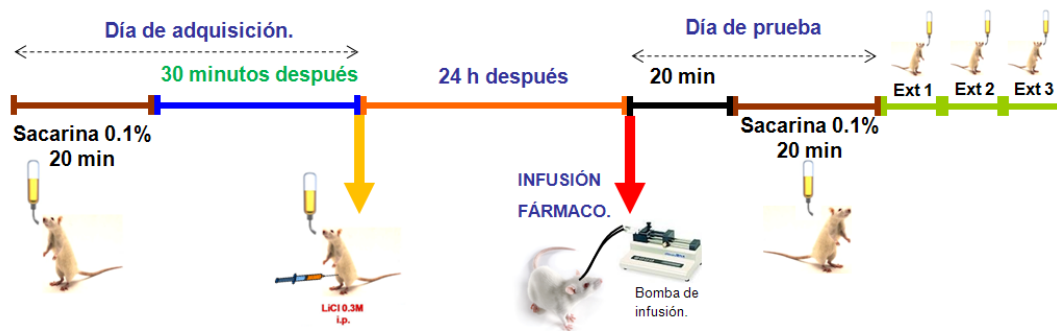 Día de adquisición.
Día de prueba
30 minutos después
24 h después
20 min
Ext 1
Ext 2
Ext 3
Sacarina 0.1%
20 min
Sacarina 0.1%
20 min
INFUSIÓN
FÁRMACO.
LiCl 0.3M
i.p.
Bomba de
infusión.